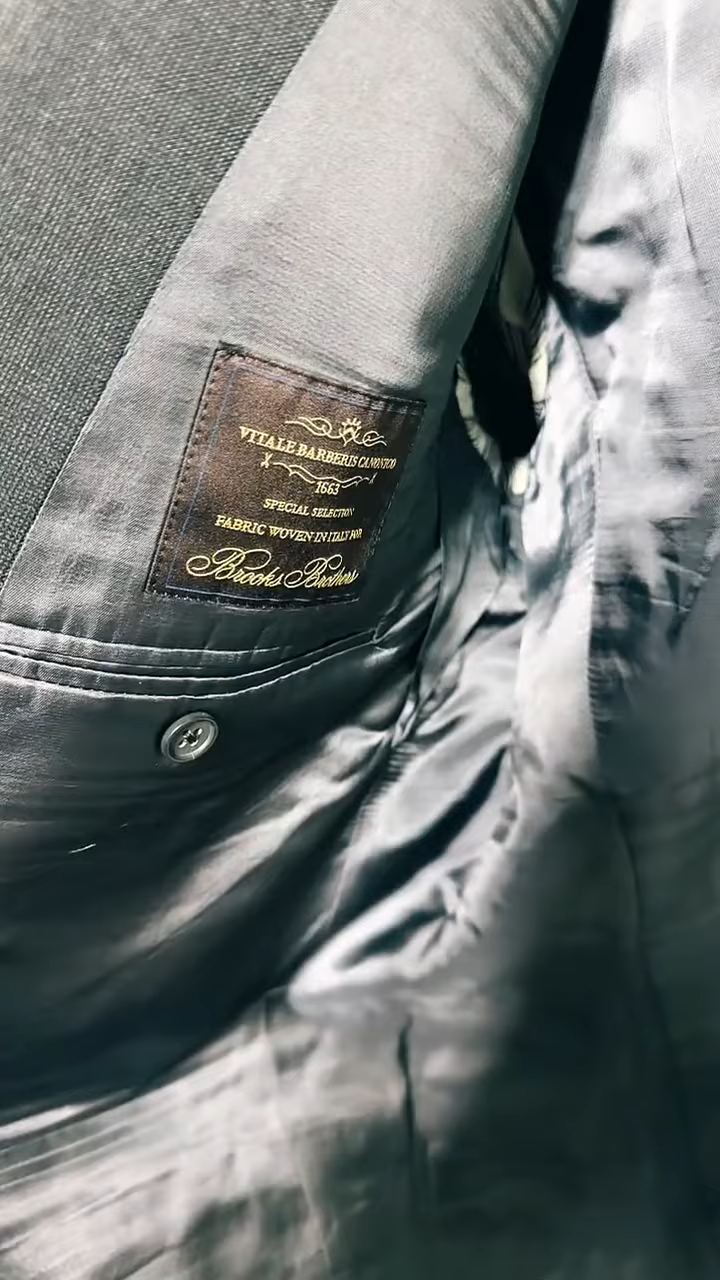 VITALE BARBERIS CANONICO
1663
SPECIAL SELECTION
FABRIC WOVEN IN ITALY FOR
Brooks Brothers